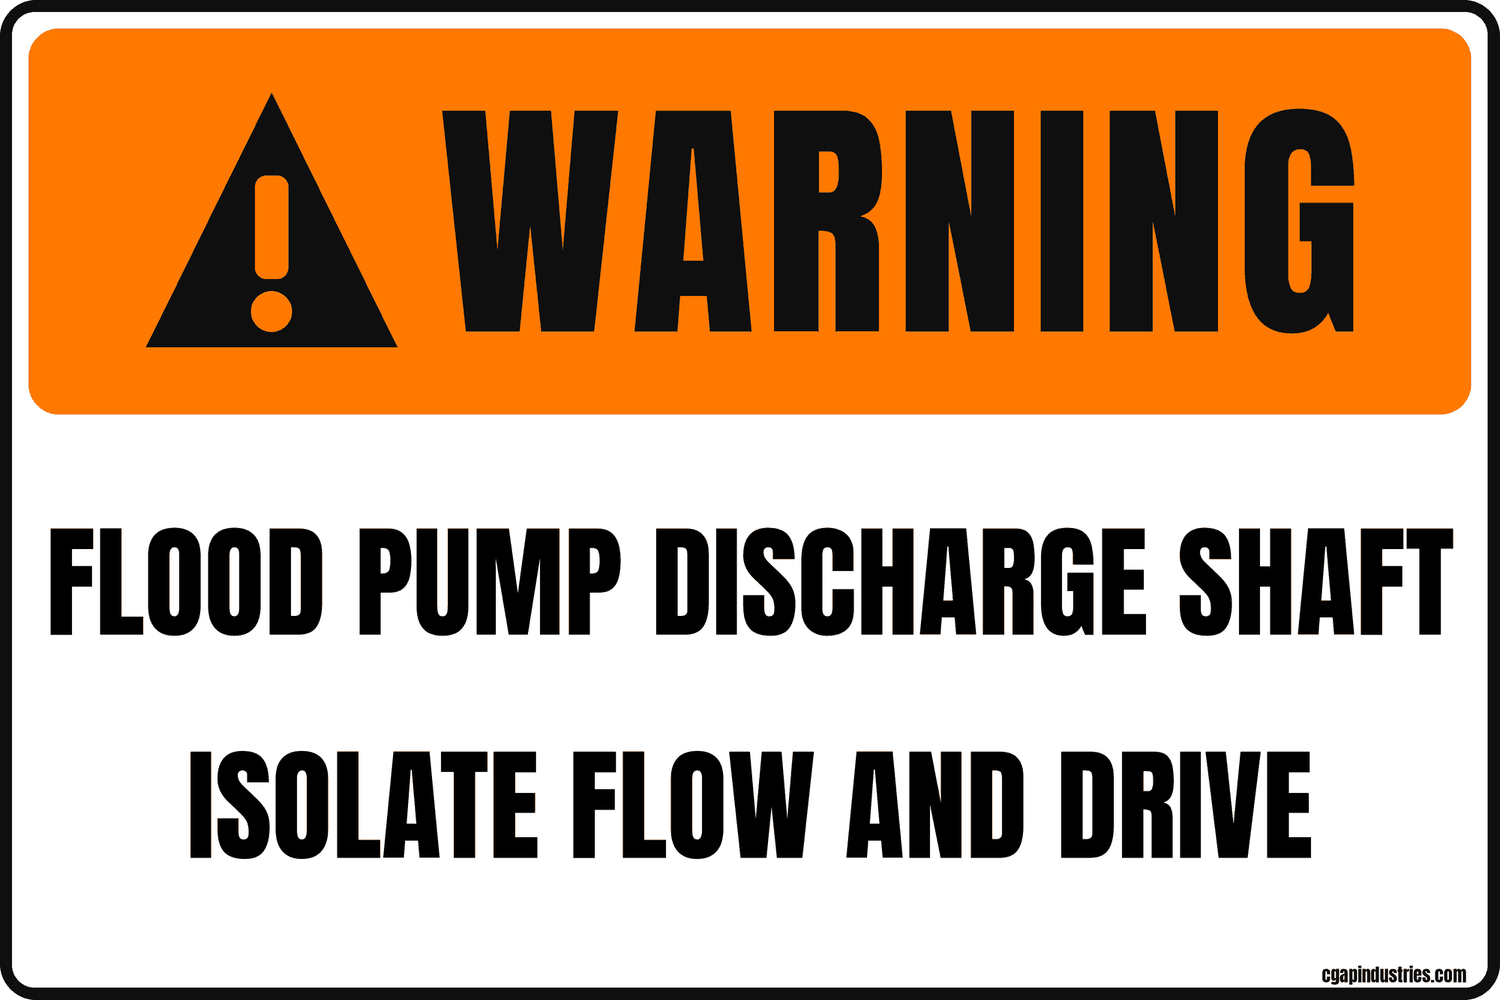 WARNING
FLOOD PUMP DISCHARGE SHAFT
ISOLATE FLOW AND DRIVE
cgapindustries.com